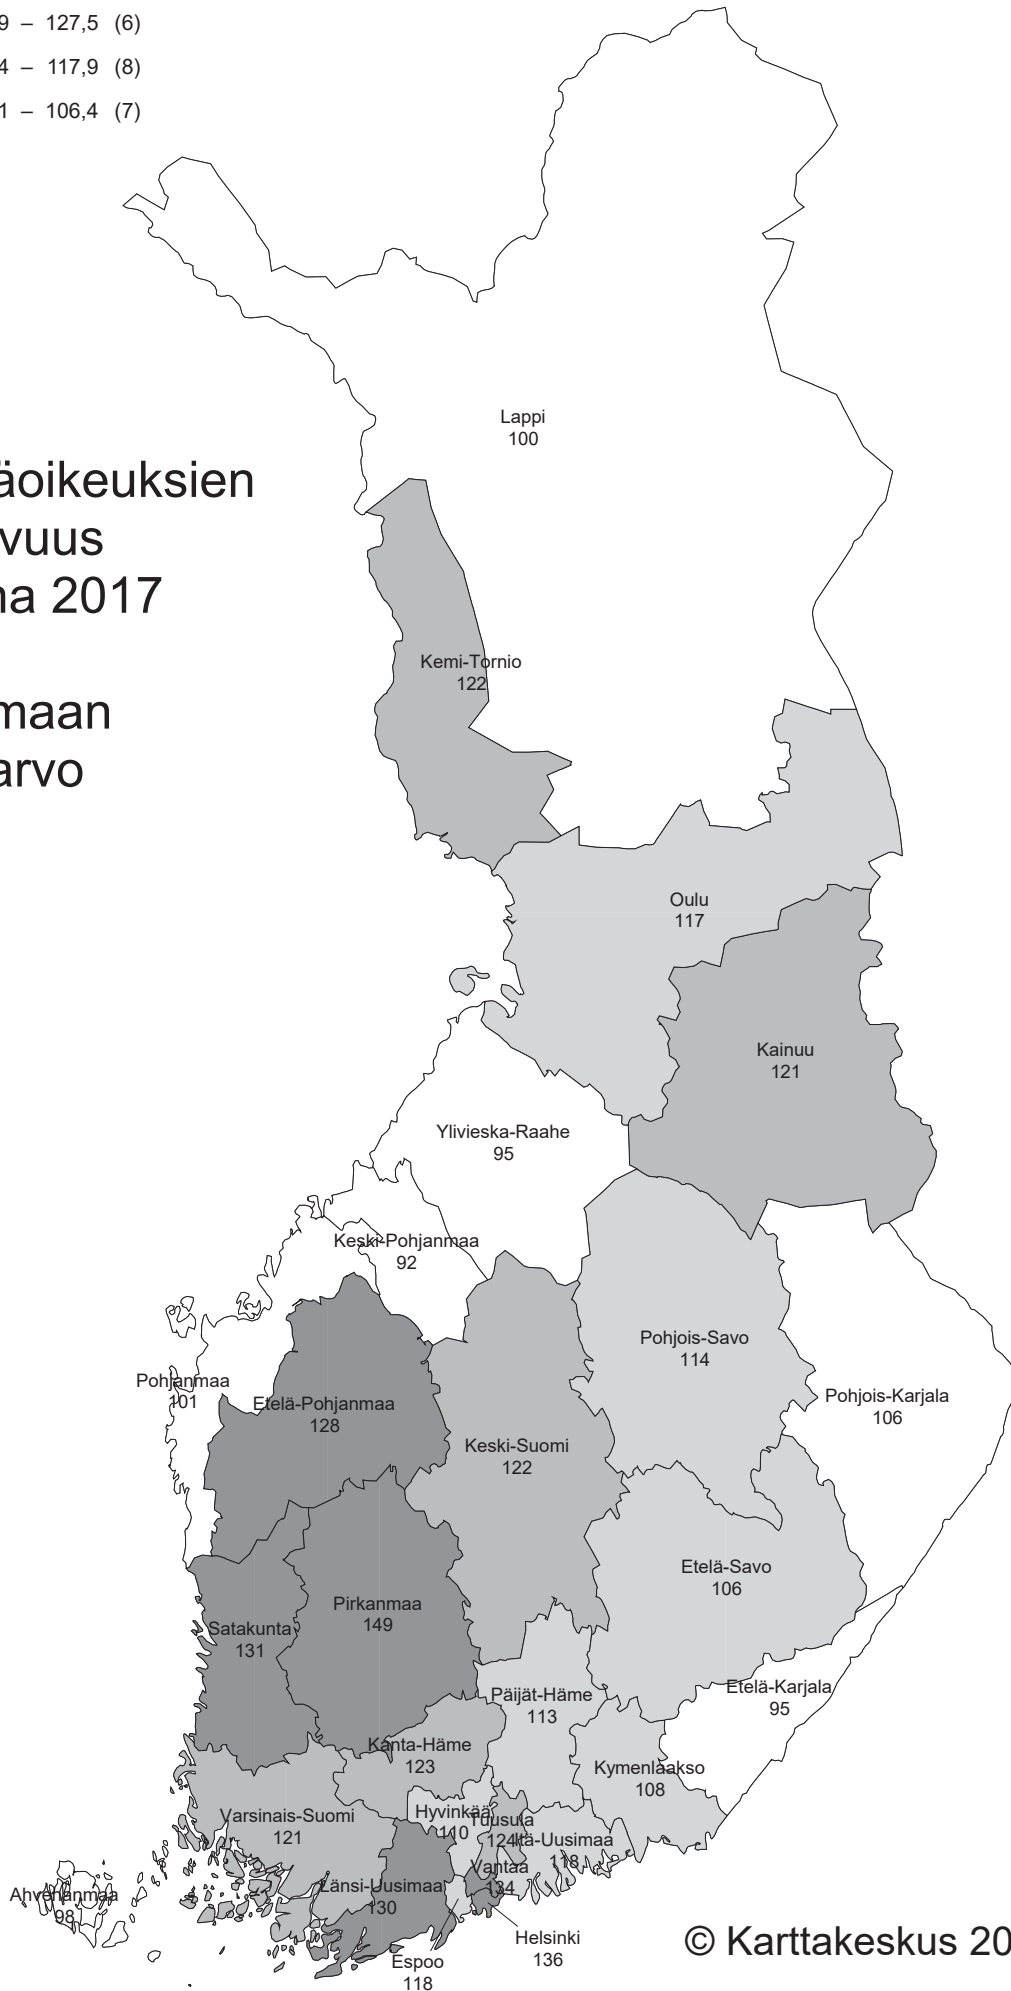 9 – 127,5 (6)
4 – 117,9 (8)
1 – 106,4 (7)
Lappi
100
äoikeuksien
vuus
na 2017
maan
arvo
Kemi-Tornio
122
Oulu
117
Kainuu
121
Ylivieska-Raahe
95
Keski-Pohjanmaa
92
Pohjois-Savo
114
Pohjanmaa
101
Etelä-Pohjanmaa
128
Pohjois-Karjala
106
Keski-Suomi
122
Etelä-Savo
106
Pirkanmaa
149
Satakunta
131
Etelä-Karjala
95
Päijät-Häme
113
Kanta-Häme
123
Kymenlaakso
108
Varsinais-Suomi
121
Hyvinkää
110
Tuusula
124
Itä-Uusimaa
118
Vantaa
134
Länsi-Uusimaa
130
Ahvenanmaa
98
Helsinki
136
Espoo
118
© Karttakeskus 20